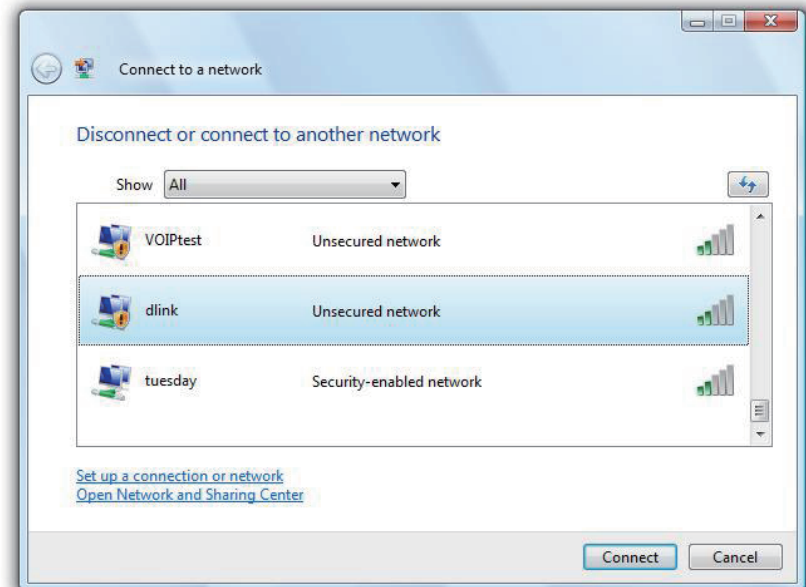 Connect to a network
Disconnect or connect to another network
Show All
VOIPtest Unsecured network
dlink Unsecured network
tuesday Security-enabled network
Set up a connection or network
Open Network and Sharing Center
Connect Cancel